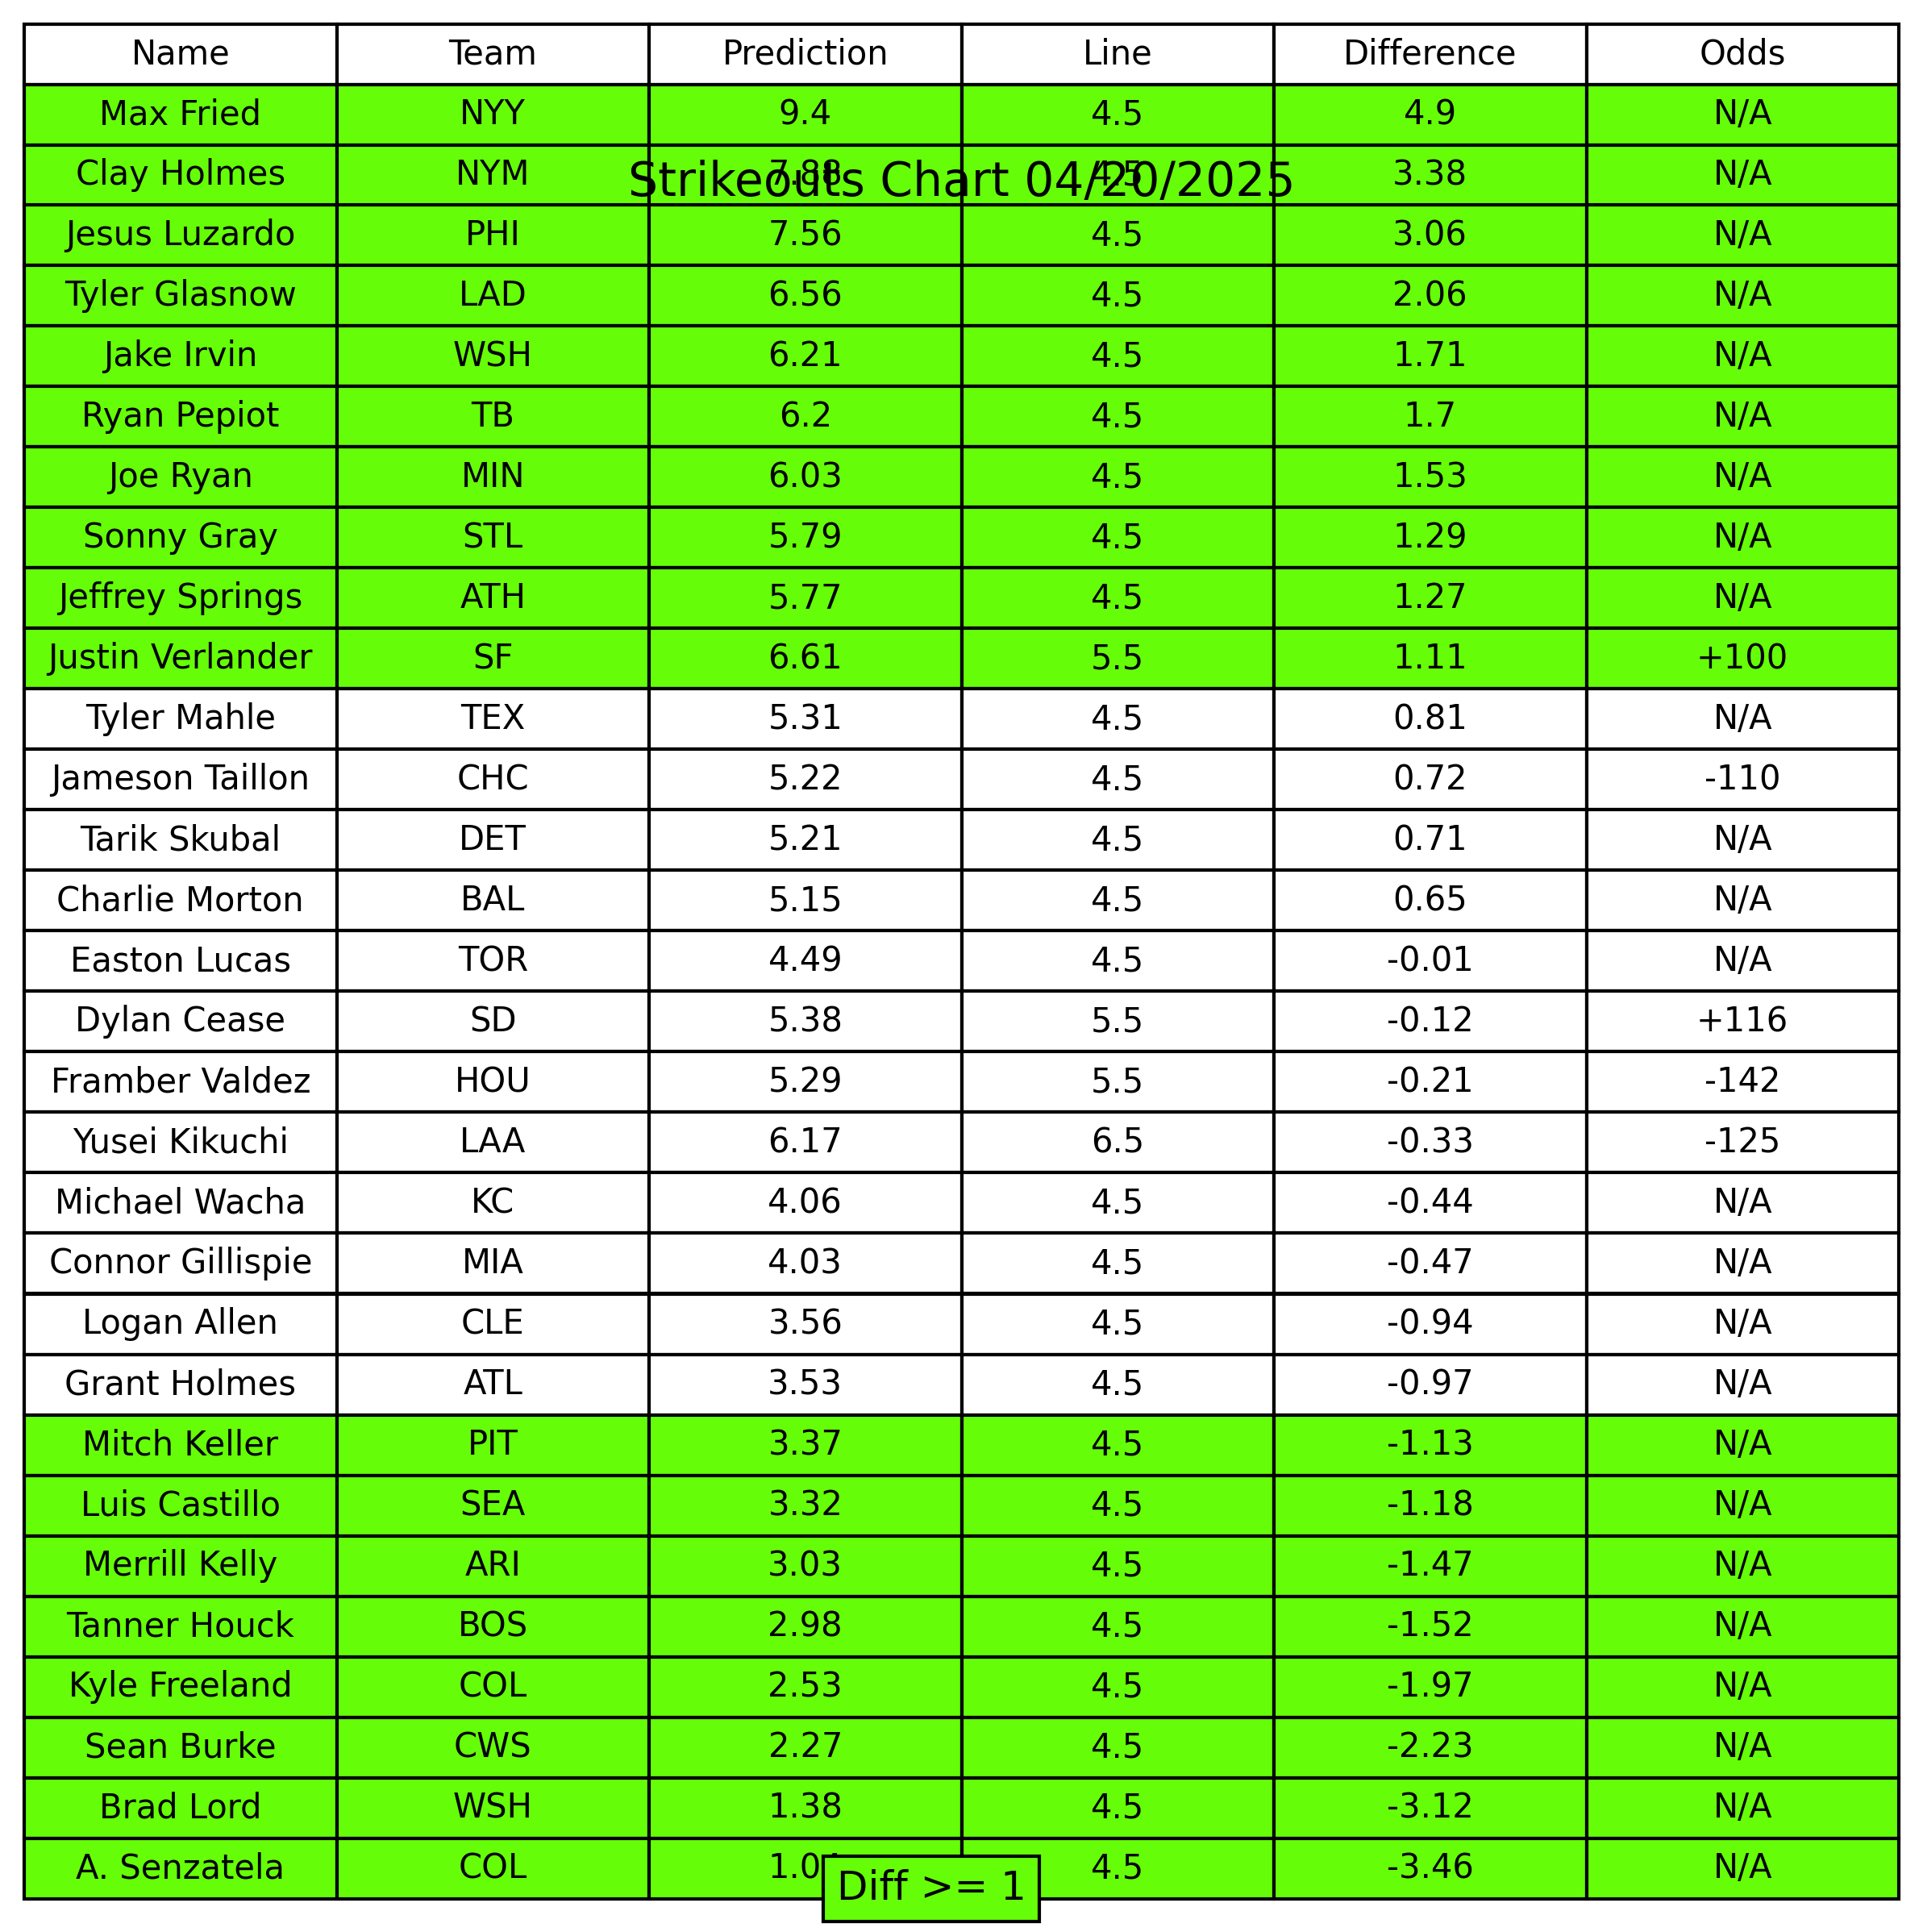 Name Team Prediction Line Difference Odds
Max Fried NYY 9.4 4.5 4.9 N/A
Clay Holmes NYM 7.88 4.5 3.38 N/A
Strikeouts Chart 04/20/2025
Jesus Luzardo PHI 7.56 4.5 3.06 N/A
Tyler Glasnow LAD 6.56 4.5 2.06 N/A
Jake Irvin WSH 6.21 4.5 1.71 N/A
Ryan Pepiot TB 6.2 4.5 1.7 N/A
Joe Ryan MIN 6.03 4.5 1.53 N/A
Sonny Gray STL 5.79 4.5 1.29 N/A
Jeffrey Springs ATH 5.77 4.5 1.27 N/A
Justin Verlander SF 6.61 5.5 1.11 +100
Tyler Mahle TEX 5.31 4.5 0.81 N/A
Jameson Taillon CHC 5.22 4.5 0.72 -110
Tarik Skubal DET 5.21 4.5 0.71 N/A
Charlie Morton BAL 5.15 4.5 0.65 N/A
Easton Lucas TOR 4.49 4.5 -0.01 N/A
Dylan Cease SD 5.38 5.5 -0.12 +116
Framber Valdez HOU 5.29 5.5 -0.21 -142
Yusei Kikuchi LAA 6.17 6.5 -0.33 -125
Michael Wacha KC 4.06 4.5 -0.44 N/A
Connor Gillispie MIA 4.03 4.5 -0.47 N/A
Logan Allen CLE 3.56 4.5 -0.94 N/A
Grant Holmes ATL 3.53 4.5 -0.97 N/A
Mitch Keller PIT 3.37 4.5 -1.13 N/A
Luis Castillo SEA 3.32 4.5 -1.18 N/A
Merrill Kelly ARI 3.03 4.5 -1.47 N/A
Tanner Houck BOS 2.98 4.5 -1.52 N/A
Kyle Freeland COL 2.53 4.5 -1.97 N/A
Sean Burke CWS 2.27 4.5 -2.23 N/A
Brad Lord WSH 1.38 4.5 -3.12 N/A
A. Senzatela COL 4.5 -3.46 N/A
Diff >= 1